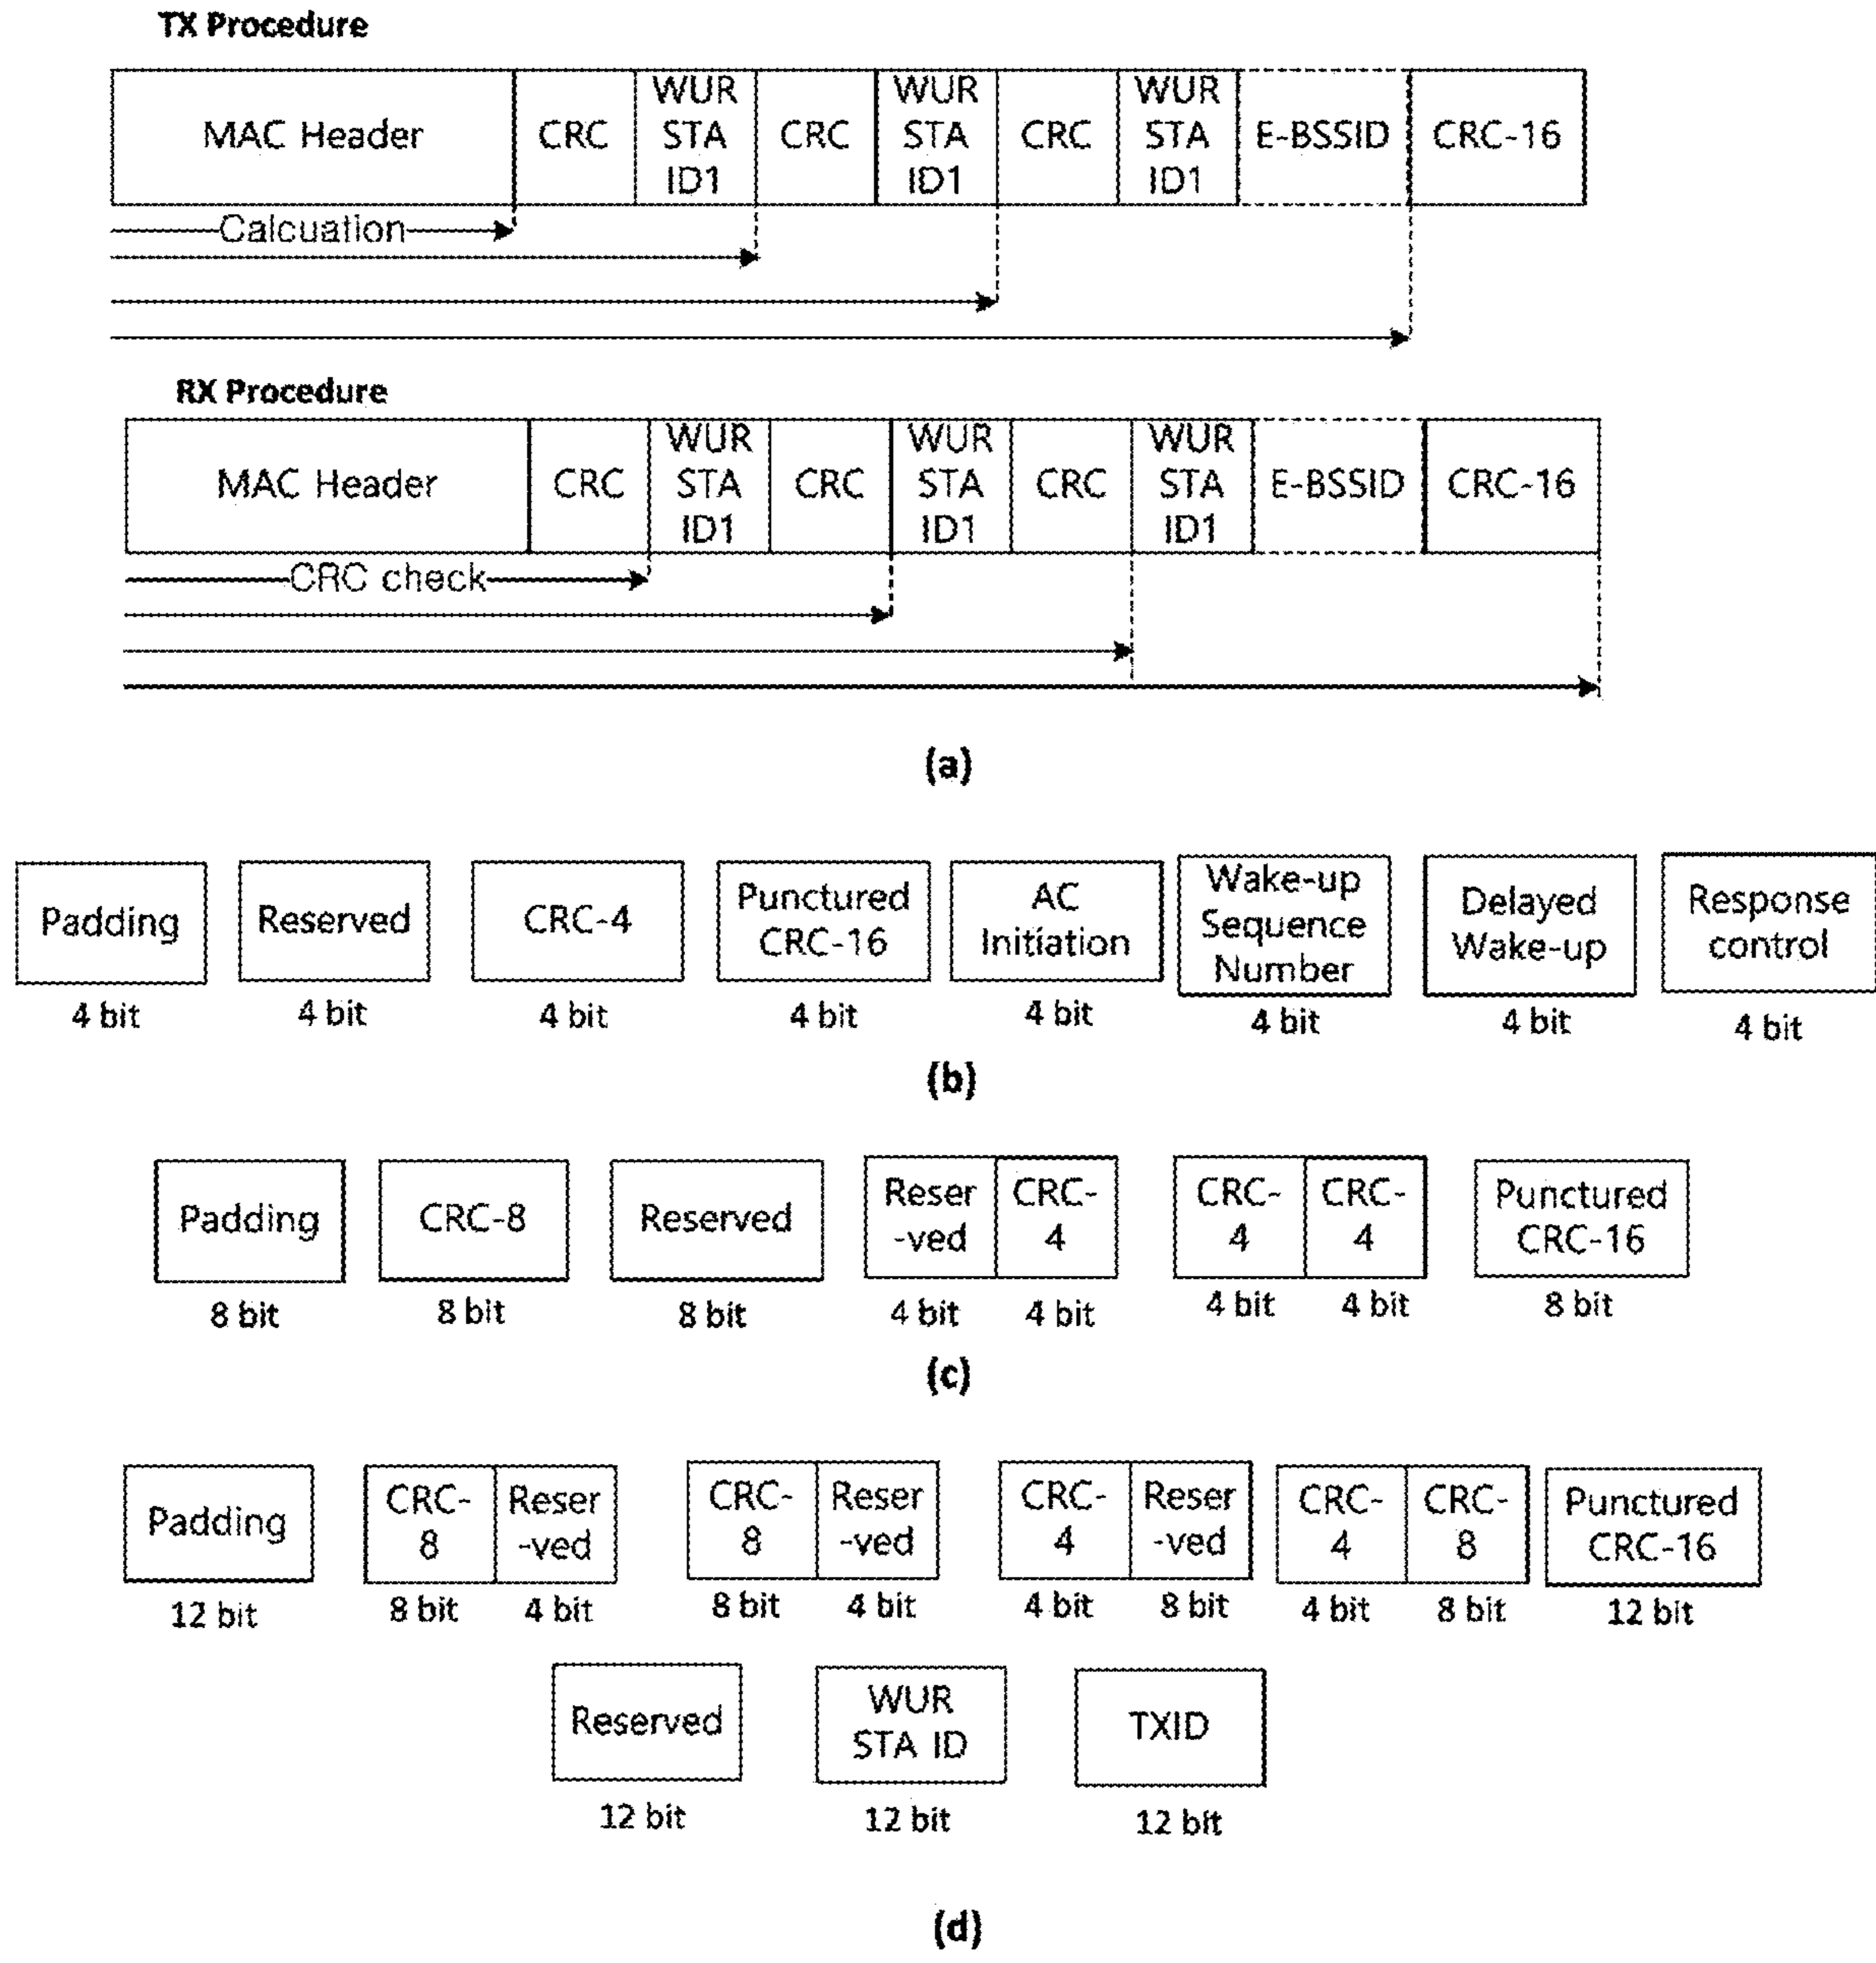 TX Procedure
MAC Header CRC WUR STA ID1 CRC WUR STA ID1 CRC WUR STA ID1 E-BSSID CRC-16
Calcuation
RX Procedure
MAC Header CRC WUR STA ID1 CRC WUR STA ID1 CRC WUR STA ID1 E-BSSID CRC-16
CRC check
(a)
Padding Reserved CRC-4 Punctured CRC-16 AC Initiation Wake-up Sequence Number Delayed Wake-up Response control
4 bit 4 bit 4 bit 4 bit 4 bit 4 bit 4 bit 4 bit
(b)
Padding CRC-8 Reserved Reser-ved CRC-4 CRC-4 CRC-4 Punctured CRC-16
8 bit 8 bit 8 bit 4 bit 4 bit 4 bit 4 bit 8 bit
(c)
Padding CRC-8 Reser-ved CRC-8 Reser-ved CRC-4 Reser-ved CRC-4 CRC-8 Punctured CRC-16
12 bit 8 bit 4 bit 8 bit 4 bit 4 bit 8 bit 4 bit 8 bit 12 bit
Reserved WUR STA ID TXID
12 bit 12 bit 12 bit
(d)